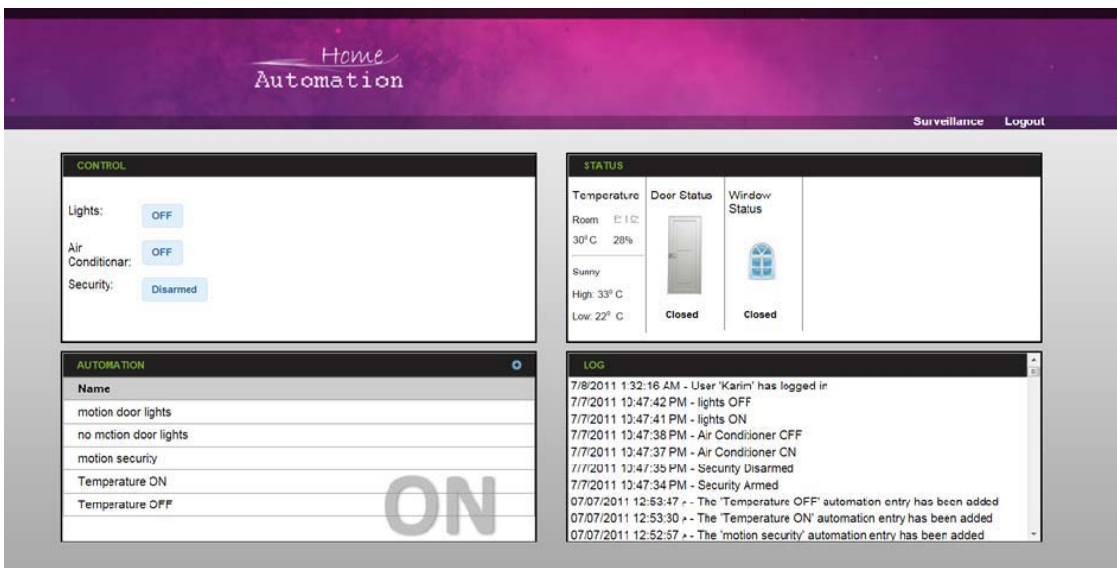 Home
Automation
Surveillance Logout
CONTROL
Lights: OFF
Air
Conditionar: OFF
Security: Disarmed
STATUS
Temperature
Room
30° C 28%
Sunny
High: 33° C
Low: 22° C
Door Status
Closed
Window
Status
Closed
AUTOMATION
Name
motion door lights
no motion door lights
motion security
Temperature ON
Temperature OFF
ON
LOG
7/8/2011 1:32:16 AM - User 'Karim' has logged in
7/7/2011 10:47:42 PM - lights OFF
7/7/2011 10:47:41 PM - lights ON
7/7/2011 10:47:38 PM - Air Conditioner OFF
7/7/2011 10:47:37 PM - Air Conditioner ON
7/7/2011 10:47:35 PM - Security Disarmed
7/7/2011 10:47:34 PM - Security Armed
07/07/2011 12:53:47 م - The 'Temperature OFF' automation entry has been added
07/07/2011 12:53:30 م - The 'Temperature ON' automation entry has been added
07/07/2011 12:52:57 م - The 'motion security' automation entry has been added